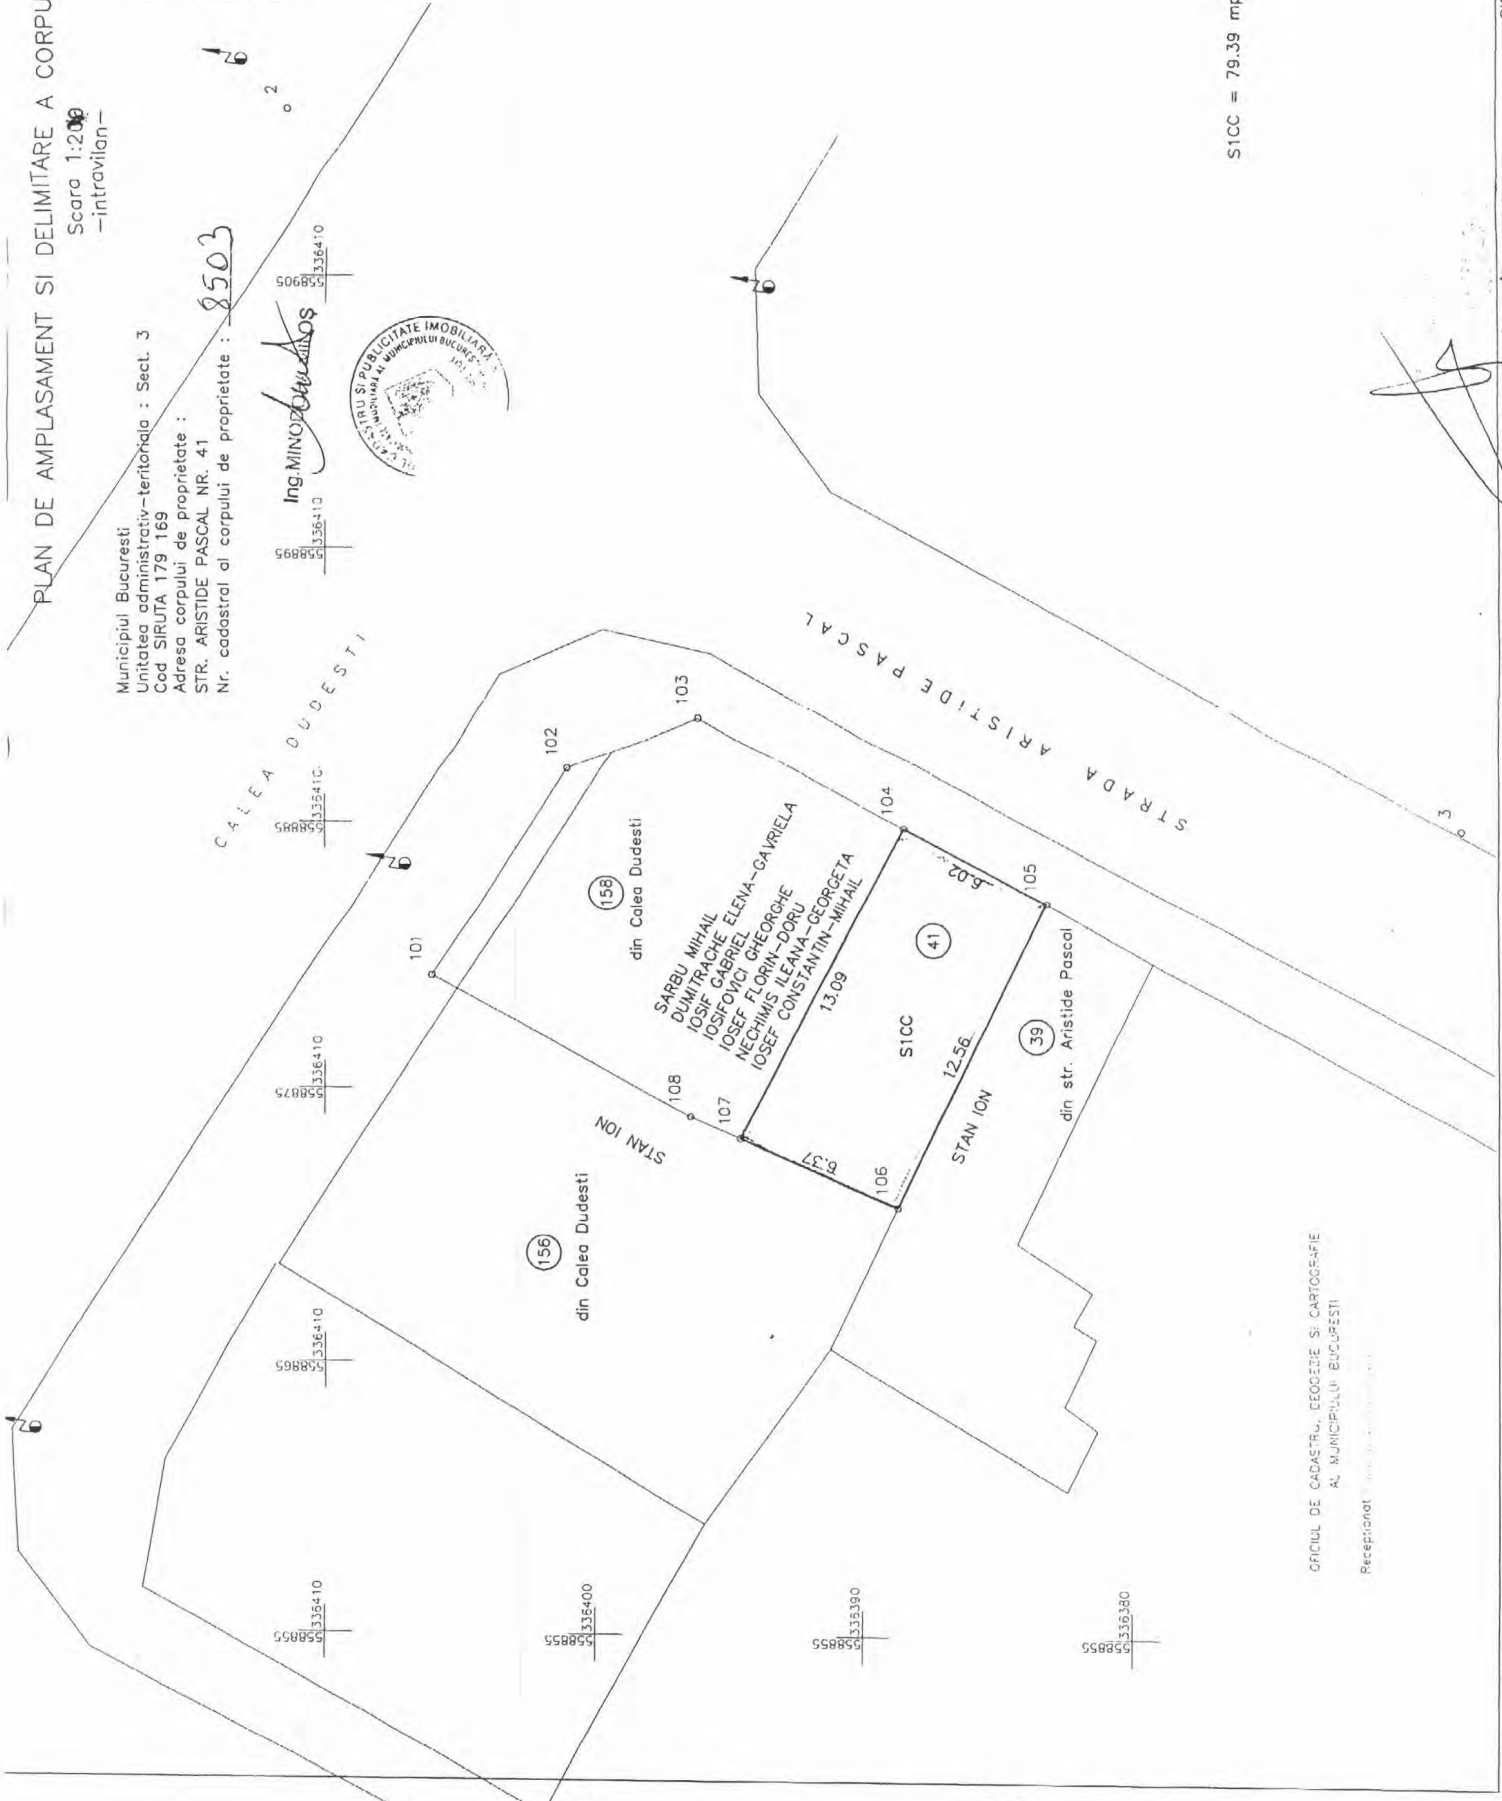 PLAN DE AMPLASAMENT SI DELIMITARE A CORPU
Scara 1:200
-intravilan-
Municipiul Bucuresti
Unitatea administrativ-teritoriala : Sect. 3
Cod SIRUTA 179 169
Adresa corpului de proprietate :
STR. ARISTIDE PASCAL NR. 41
Nr. cadastral al corpului de proprietate : 8503
Ing.MINODORA
CADASTRU SI PUBLICITATE IMOBILIARA
2
558855 336410
558865 336410
558875 336410
558885 336410
558895 336410
558905 336410
CALEA DUDESTI
101
102
103
104
105
106
107
108
158
din Calea Dudesti
SARBU MIHAIL
DUMITRACHE ELENA-GAVRIELA
IOSIF GABRIEL
IOSIFOVICI GHEORGHE
IOSEF FLORIN-DORU
NECHIMIS ILEANA-GEORGETA
IOSEF CONSTANTIN-MIHAIL
13.09
6.02
41
S1CC
12.56
6.37
STAN ION
156
din Calea Dudesti
STAN ION
39
din str. Aristide Pascal
STRADA ARISTIDE PASCAL
3
558855 336400
558855 336390
558855 336380
S1CC = 79.39 mp
OFICIUL DE CADASTRU, GEODEZIE SI CARTOGRAFIE
AL MUNICIPIULUI BUCURESTI
Receptionat